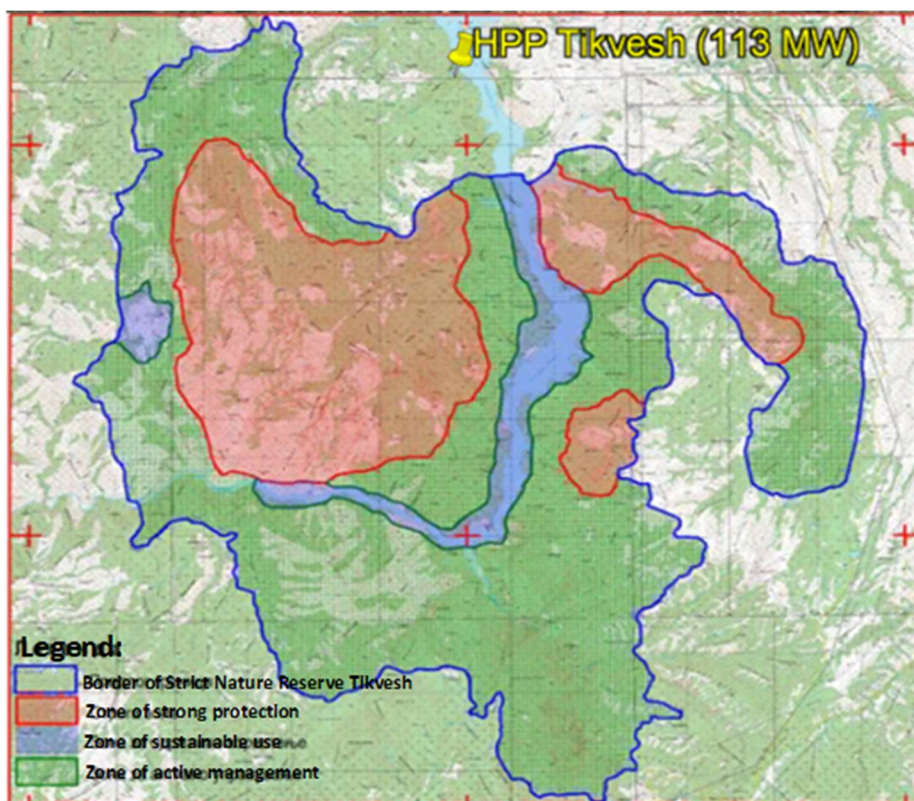 HPP Tikvesh (113 MW)
Legend:
Border of Strict Nature Reserve Tikvesh
Zone of strong protection
Zone of sustainable use
Zone of active management